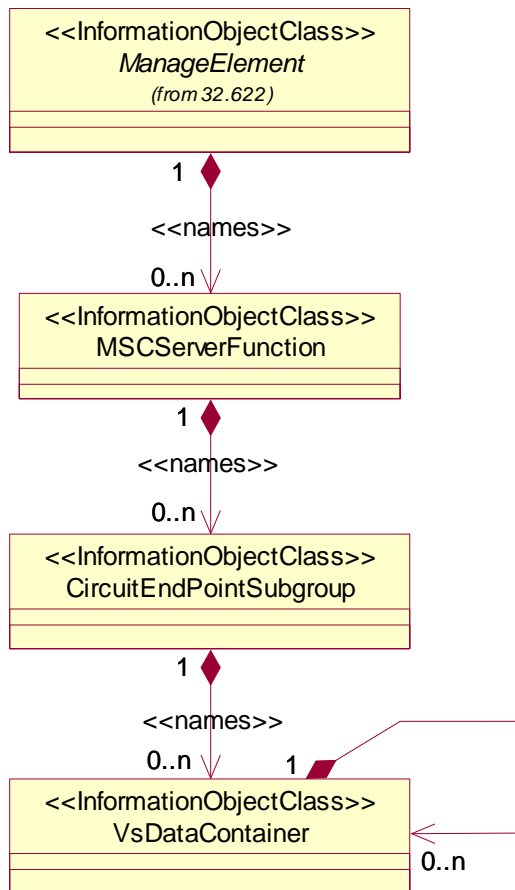 <<InformationObjectClass>>
ManageElement
(from 32.622)
1
<<names>>
0..n
<<InformationObjectClass>>
MSCServerFunction
1
<<names>>
0..n
<<InformationObjectClass>>
CircuitEndPointSubgroup
1
<<names>>
0..n
1
<<InformationObjectClass>>
VsDataContainer
0..n